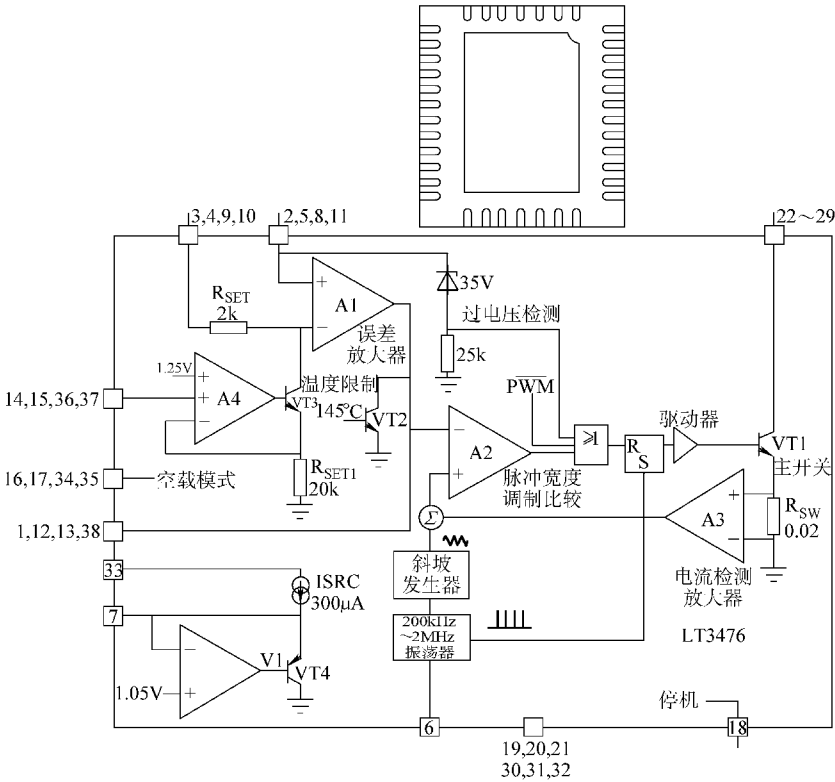 3,4,9,10
2,5,8,11
22～29
R_SET
2k
A1
误差
放大器
35V
过电压检测
25k
1.25V
A4
VT3
温度限制
145℃
VT2
P̅W̅M̅
14,15,36,37
A2
脉冲宽度
调制比较
≥1
R
S
驱动器
VT1
主开关
16,17,34,35
空载模式
R_SET1
20k
1,12,13,38
Σ
A3
R_SW
0.02
电流检测
放大器
33
ISRC
300μA
斜坡
发生器
7
200kHz
～2MHz
振荡器
LT3476
V1
VT4
1.05V
停机
6
19,20,21
30,31,32
18